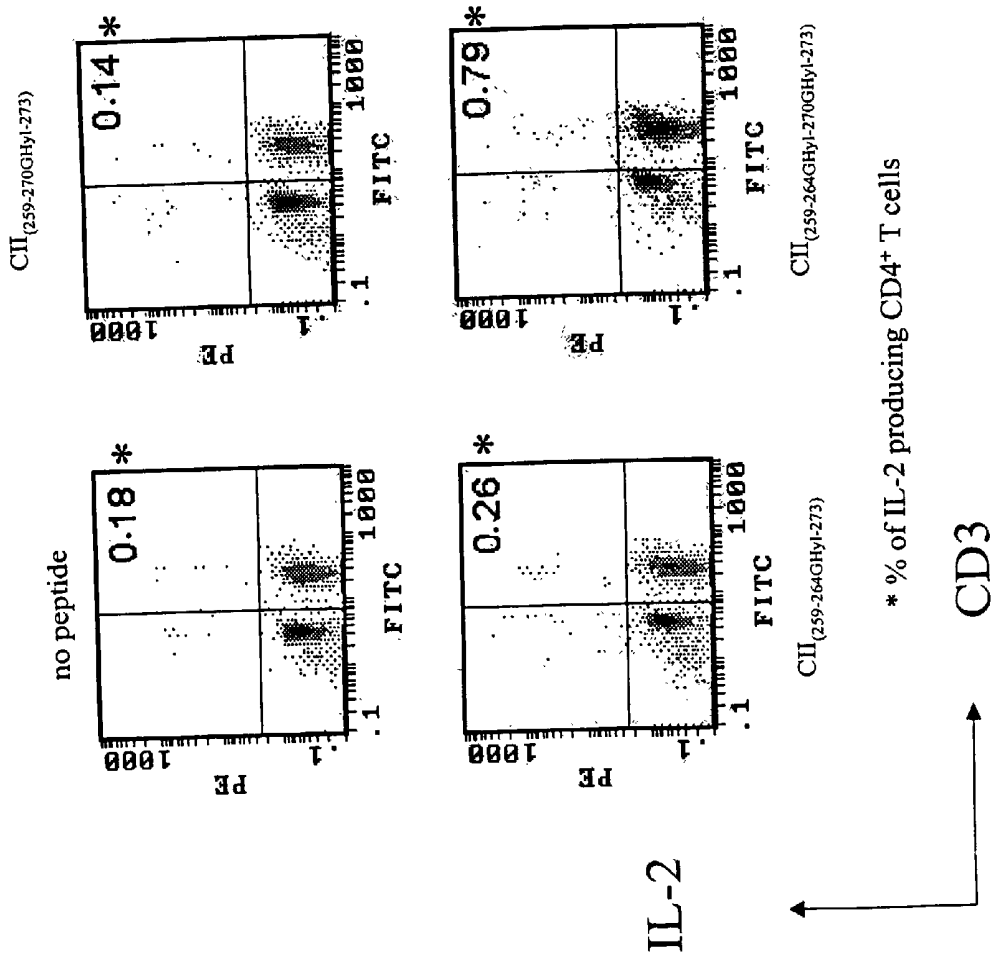 no peptide
CII(259-270GHyl-273)
0.18 *
0.14 *
PE
1000
.1
FITC
.1
1000
PE
1000
.1
FITC
.1
1000
0.26 *
0.79 *
PE
1000
.1
FITC
.1
1000
PE
1000
.1
FITC
.1
1000
CII(259-264GHyl-273)
CII(259-264GHyl-270GHyl-273)
IL-2
* % of IL-2 producing CD4+ T cells
CD3